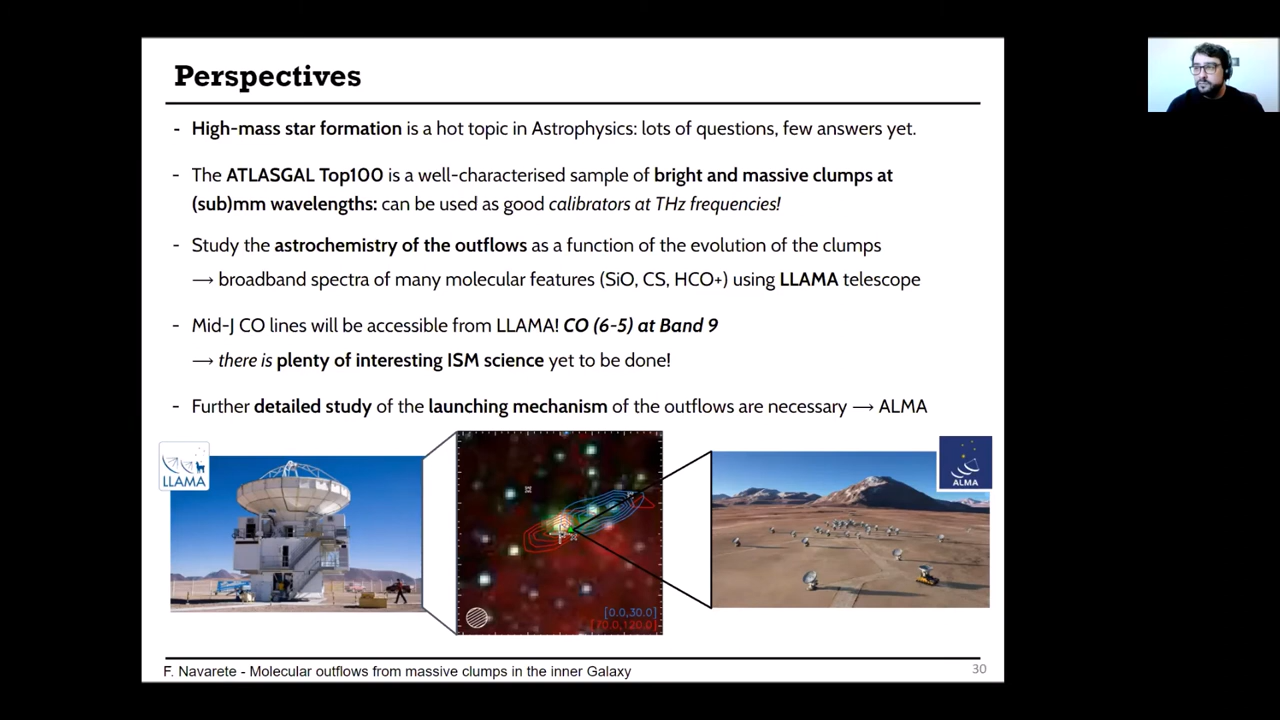 Perspectives
- High-mass star formation is a hot topic in Astrophysics: lots of questions, few answers yet.
- The ATLASGAL Top100 is a well-characterised sample of bright and massive clumps at
(sub)mm wavelengths: can be used as good calibrators at THz frequencies!
- Study the astrochemistry of the outflows as a function of the evolution of the clumps
→ broadband spectra of many molecular features (SiO, CS, HCO+) using LLAMA telescope
- Mid-J CO lines will be accessible from LLAMA! CO (6-5) at Band 9
→ there is plenty of interesting ISM science yet to be done!
- Further detailed study of the launching mechanism of the outflows are necessary → ALMA
LLAMA
ALMA
[0.0,30.0]
[70.0,120.0]
F. Navarete - Molecular outflows from massive clumps in the inner Galaxy
30